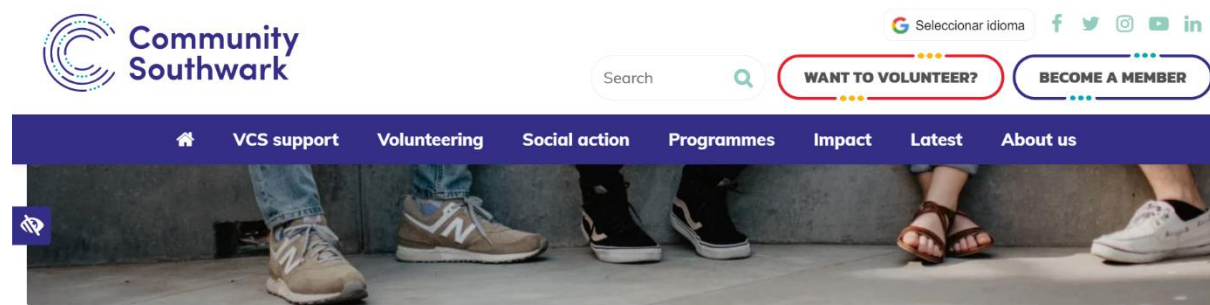 Community
Southwark
Seleccionar idioma
Search
WANT TO VOLUNTEER?
BECOME A MEMBER
VCS support
Volunteering
Social action
Programmes
Impact
Latest
About us